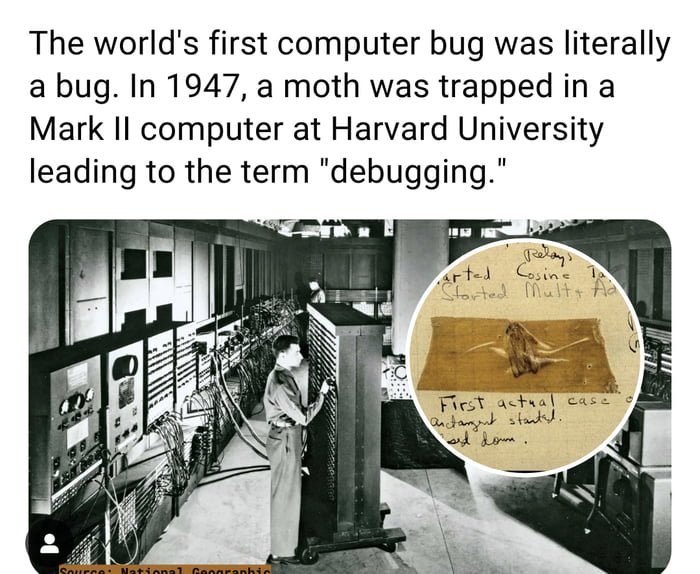 The world's first computer bug was literally
a bug. In 1947, a moth was trapped in a
Mark II computer at Harvard University
leading to the term "debugging."
Relays
arted Cosine Ta
Started Mult+ Ad
First actual case o
antangent started.
sed down.
Source: National Geographic